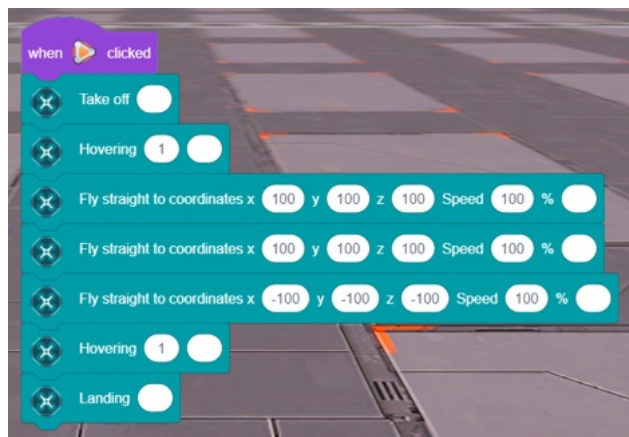 when clicked
Take off
Hovering 1
Fly straight to coordinates x 100 y 100 z 100 Speed 100 %
Fly straight to coordinates x 100 y 100 z 100 Speed 100 %
Fly straight to coordinates x -100 y -100 z -100 Speed 100 %
Hovering 1
Landing